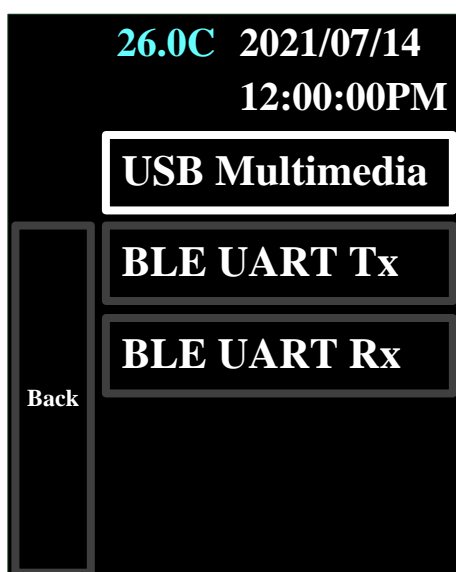 26.0C 2021/07/14
12:00:00PM
USB Multimedia
BLE UART Tx
BLE UART Rx
Back